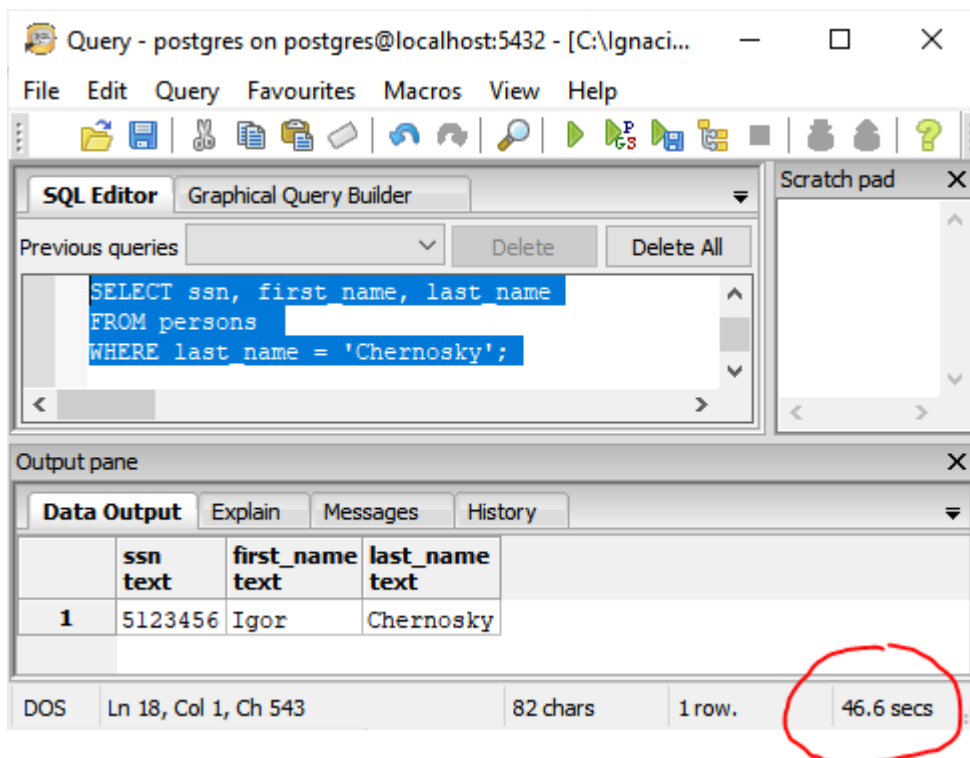 Query - postgres on postgres@localhost:5432 - [C:\Ignaci...
File Edit Query Favourites Macros View Help
SQL Editor Graphical Query Builder
Scratch pad
Previous queries Delete Delete All
SELECT ssn, first_name, last_name
FROM persons
WHERE last_name = 'Chernosky';
Output pane
Data Output Explain Messages History
ssn first_name last_name
text text text
1 5123456 Igor Chernosky
DOS Ln 18, Col 1, Ch 543 82 chars 1 row. 46.6 secs